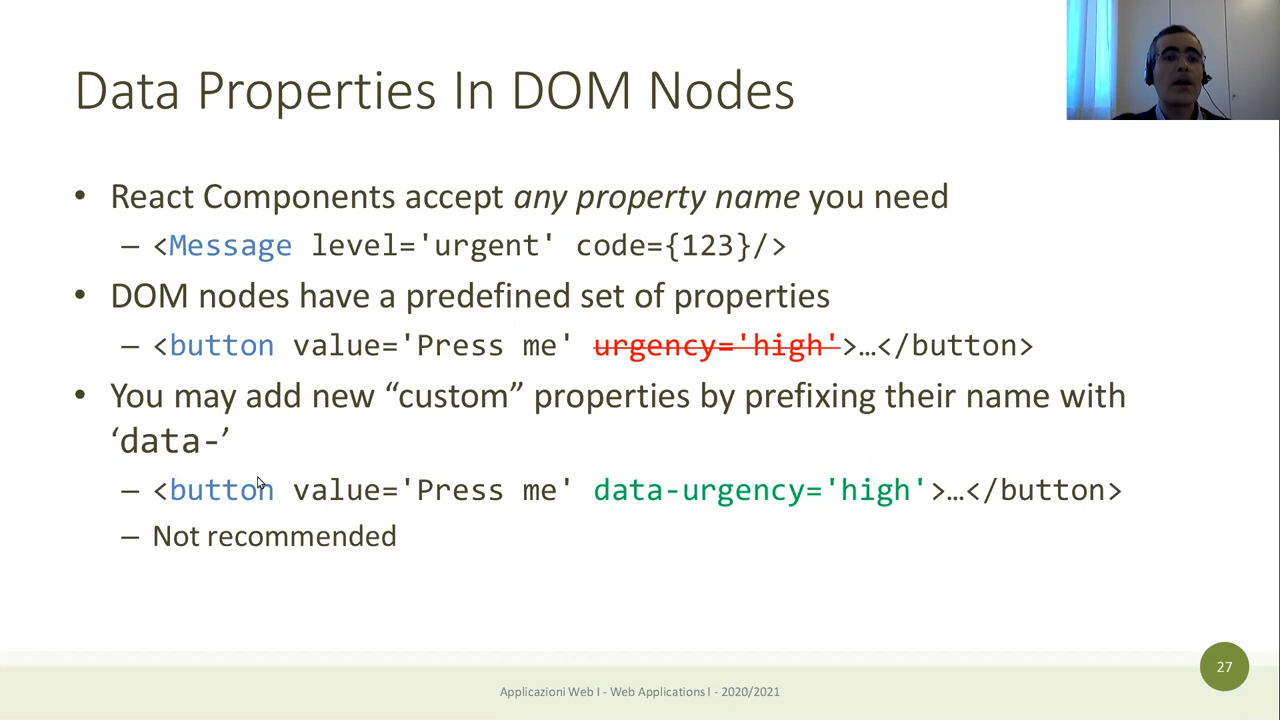 Data Properties In DOM Nodes
• React Components accept any property name you need
– <Message level='urgent' code={123}/>
• DOM nodes have a predefined set of properties
– <button value='Press me' urgency='high'>…</button>
• You may add new “custom” properties by prefixing their name with
‘data-’
– <button value='Press me' data-urgency='high'>…</button>
– Not recommended
27
Applicazioni Web I - Web Applications I - 2020/2021